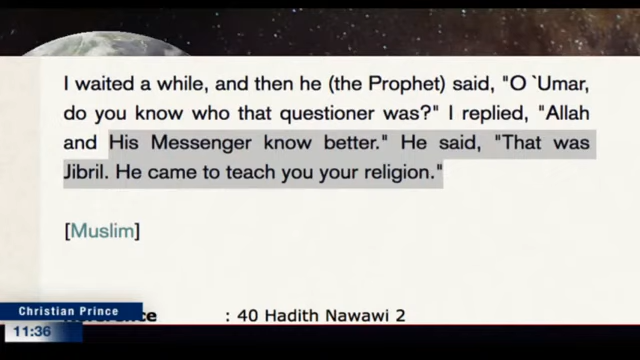 I waited a while, and then he (the Prophet) said, "O `Umar,
do you know who that questioner was?" I replied, "Allah
and His Messenger know better." He said, "That was
Jibril. He came to teach you your religion."
[Muslim]
Christian Prince
: 40 Hadith Nawawi 2
11:36